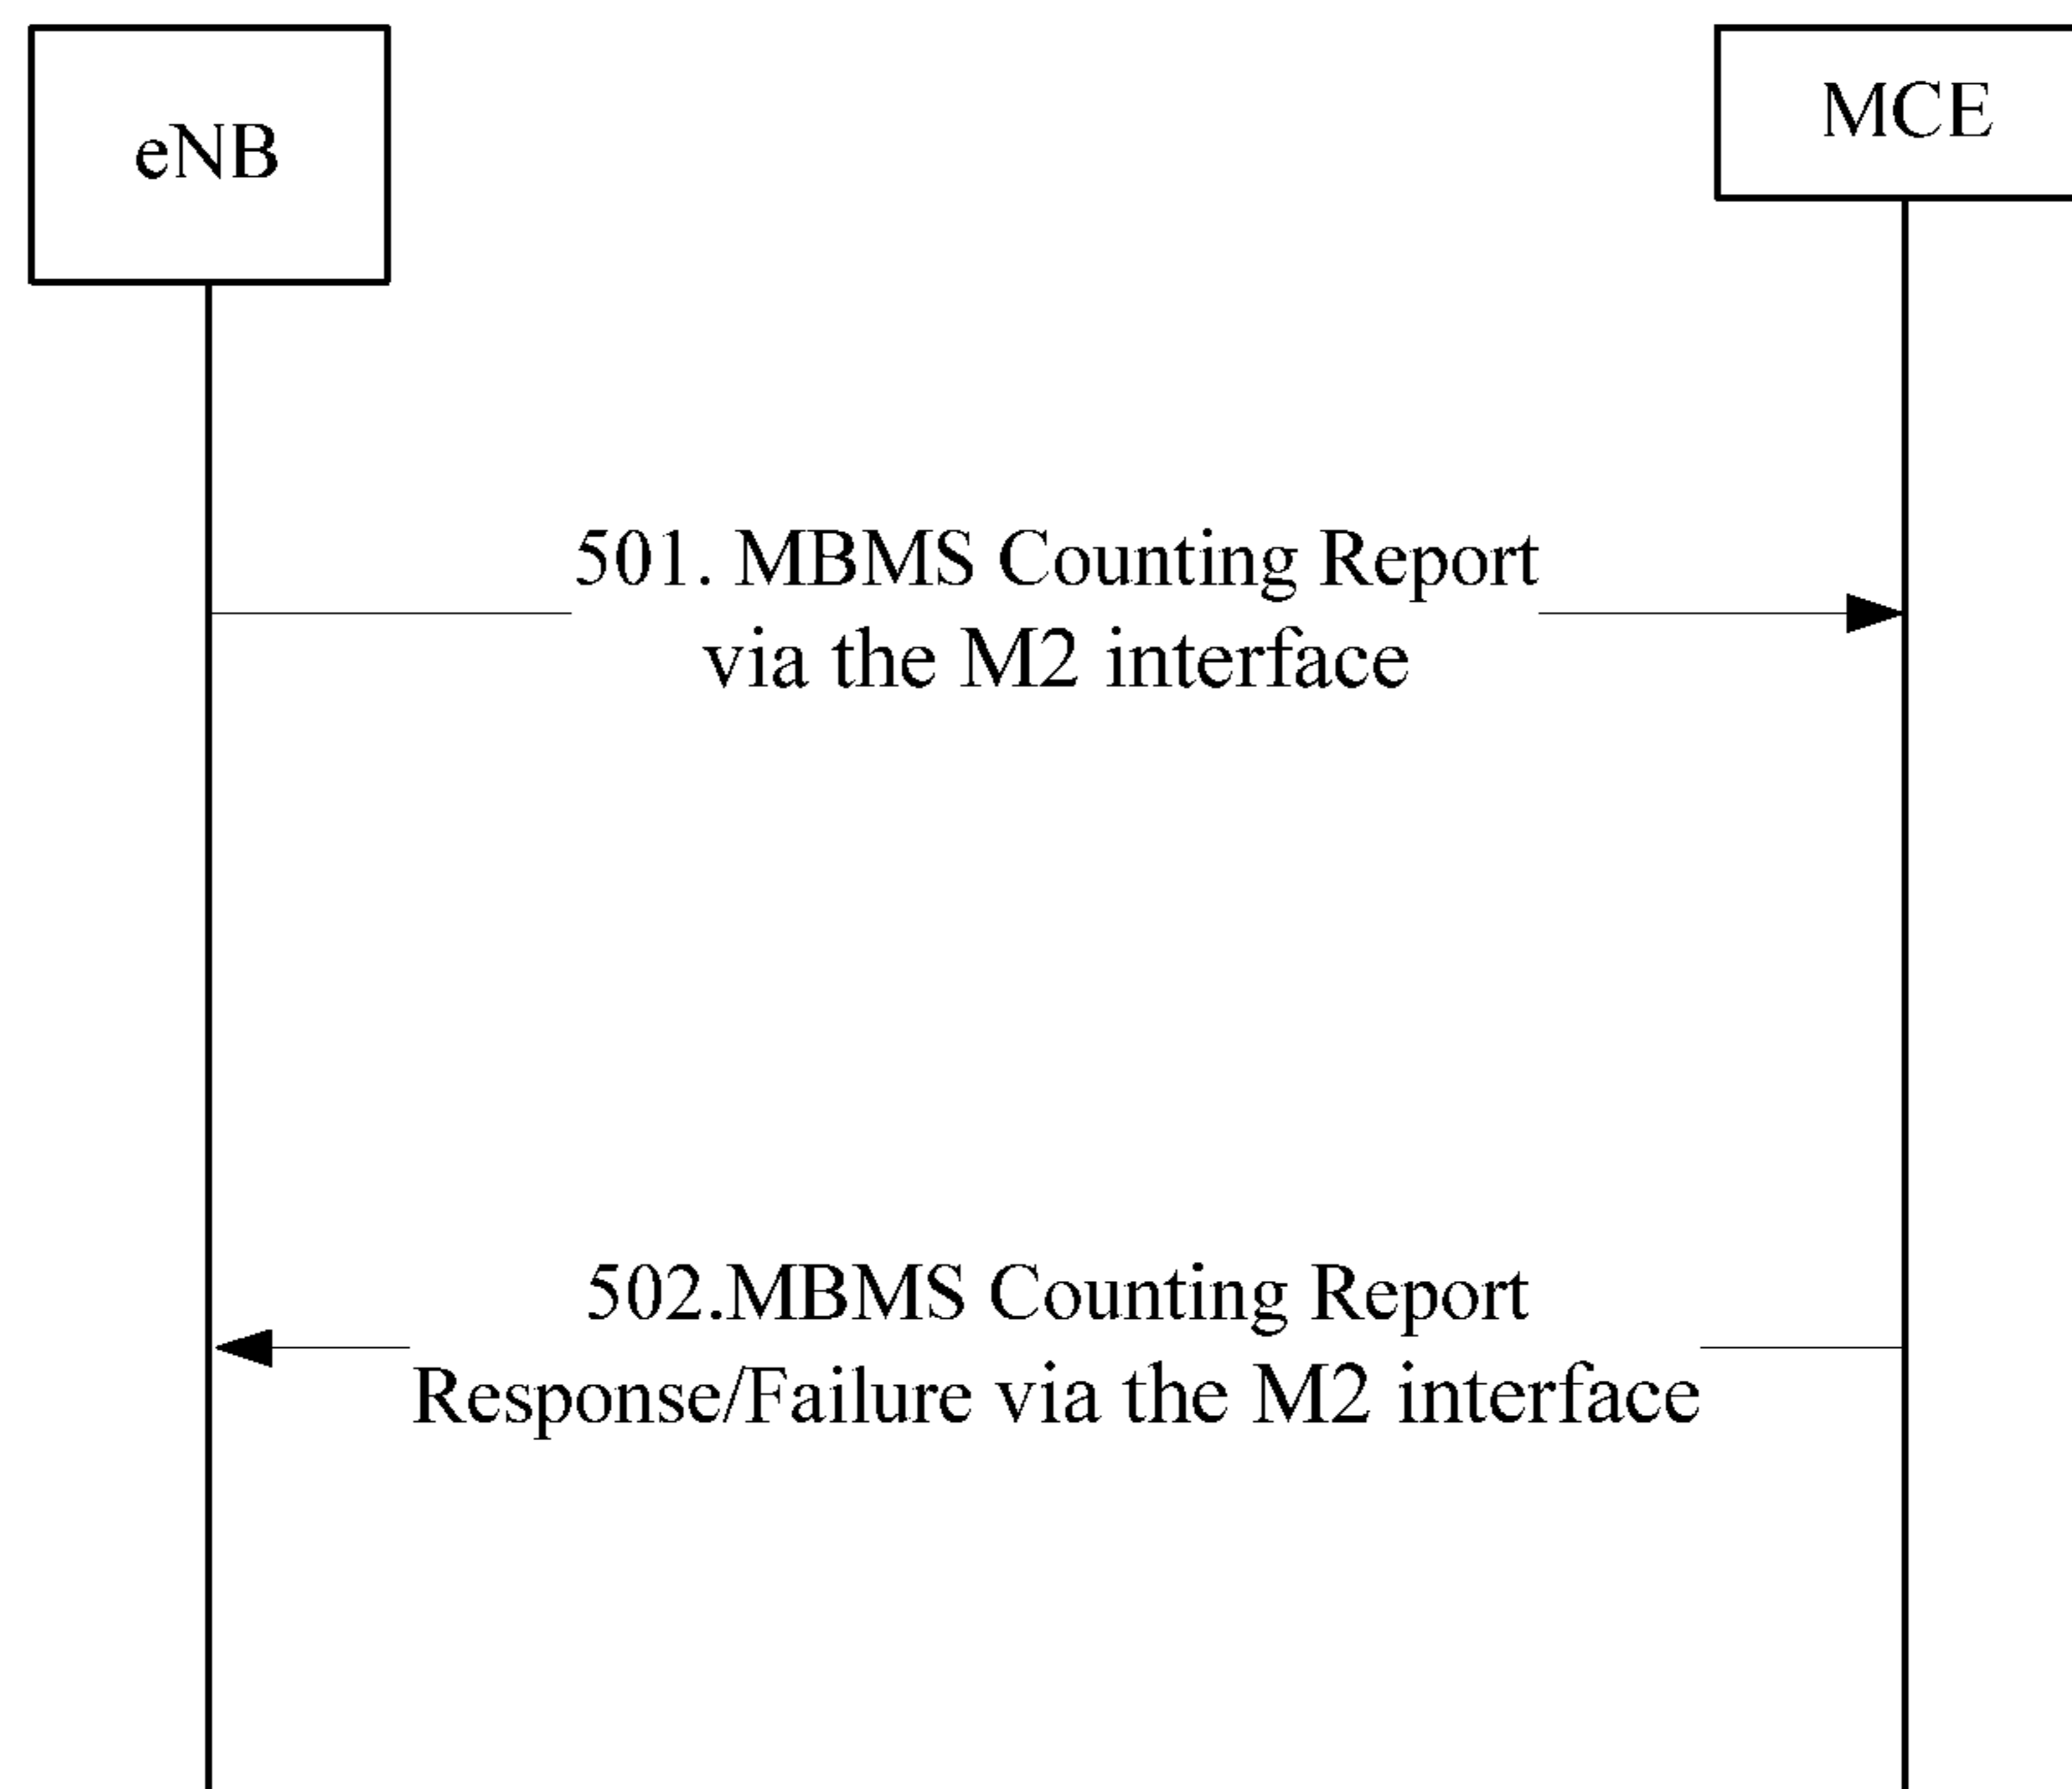 eNB
MCE
501. MBMS Counting Report
via the M2 interface
502.MBMS Counting Report
Response/Failure via the M2 interface